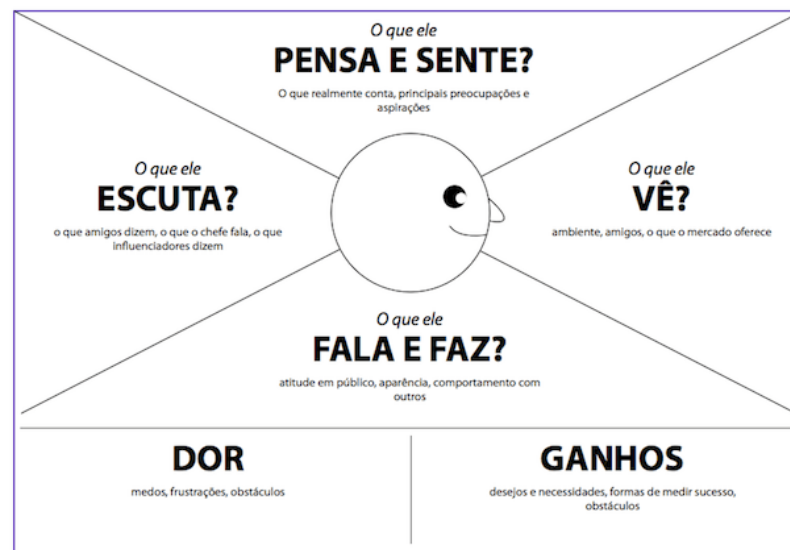 O que ele
PENSA E SENTE?
O que realmente conta, principais preocupações e
aspirações
O que ele
ESCUTA?
o que amigos dizem, o que o chefe fala, o que
influenciadores dizem
O que ele
VÊ?
ambiente, amigos, o que o mercado oferece
O que ele
FALA E FAZ?
atitude em público, aparência, comportamento com
outros
DOR
medos, frustrações, obstáculos
GANHOS
desejos e necessidades, formas de medir sucesso,
obstáculos